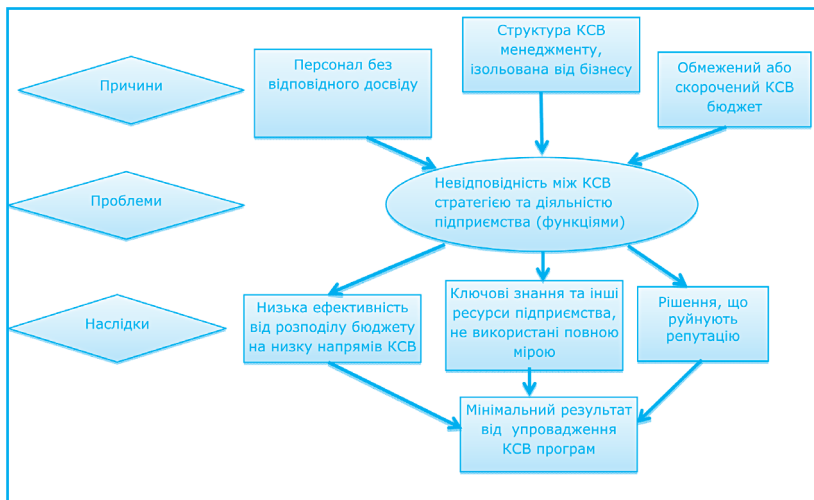 Причини
Персонал без
відповідного досвіду
Структура КСВ
менеджменту,
ізольована від бізнесу
Обмежений або
скорочений КСВ
бюджет
Проблеми
Невідповідність між КСВ
стратегією та діяльністю
підприємства (функціями)
Наслідки
Низька ефективність
від розподілу бюджету
на низку напрямів КСВ
Ключові знання та інші
ресурси підприємства,
не використані повною
мірою
Рішення, що
руйнують
репутацію
Мінімальний результат
від упровадження
КСВ програм